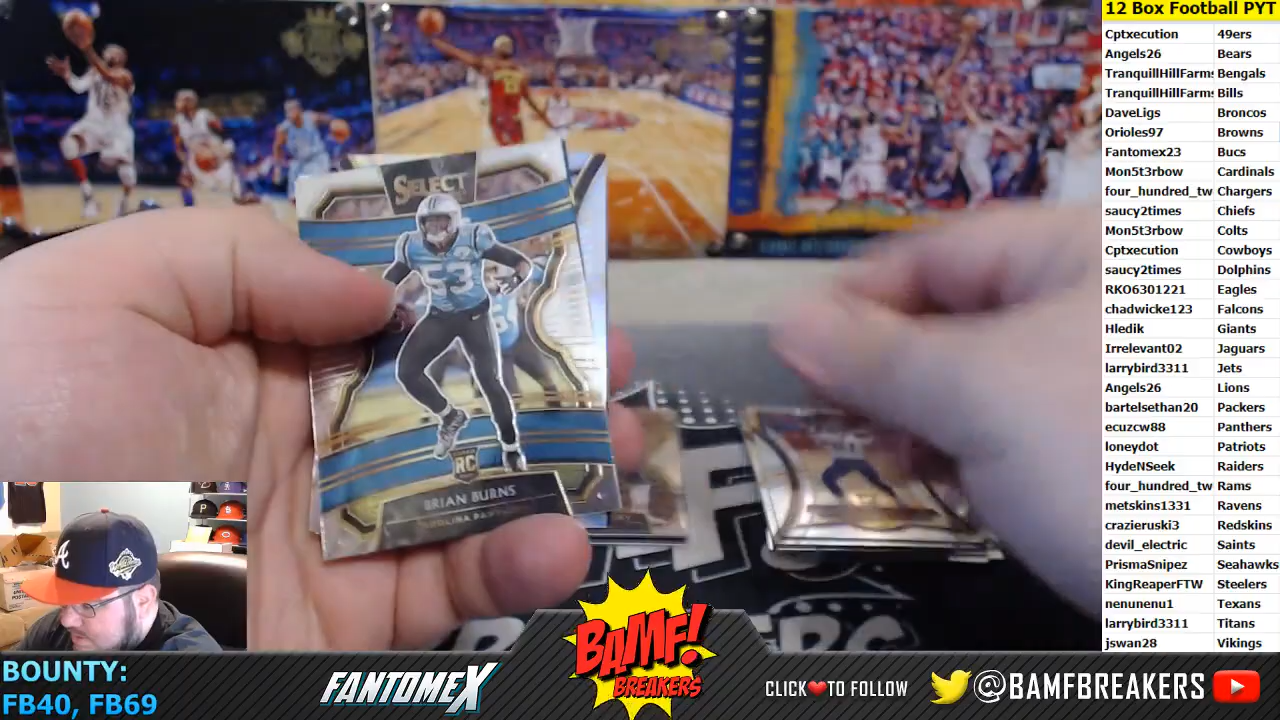 12 Box Football PYT
Cptxecution 49ers
Angels26 Bears
TranquillHillFarms Bengals
TranquillHillFarms Bills
DaveLigs Broncos
Orioles97 Browns
Fantomex23 Bucs
Mon5t3rbow Cardinals
four_hundred_tw Chargers
saucy2times Chiefs
Mon5t3rbow Colts
Cptxecution Cowboys
saucy2times Dolphins
RKO6301221 Eagles
chadwicke123 Falcons
Hledik Giants
Irrelevant02 Jaguars
larrybird3311 Jets
Angels26 Lions
bartelsethan20 Packers
ecuzcw88 Panthers
loneydot Patriots
HydeNSeek Raiders
four_hundred_tw Rams
metskins1331 Ravens
crazieruski3 Redskins
devil_electric Saints
PrismaSnipez Seahawks
KingReaperFTW Steelers
nenunenu1 Texans
larrybird3311 Titans
jswan28 Vikings
SELECT
53
RC
BRIAN BURNS
BOUNTY:
FB40, FB69
FANTOMEX
BAMF!
BREAKERS
CLICK TO FOLLOW
@BAMFBREAKERS